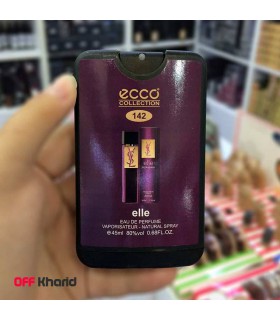 ecco
COLLECTION
142
elle
EAU DE PERFUME
VAPORISATEUR - NATURAL SPRAY
e45ml 80%vol 0.68FL.OZ.
OFF Kharid